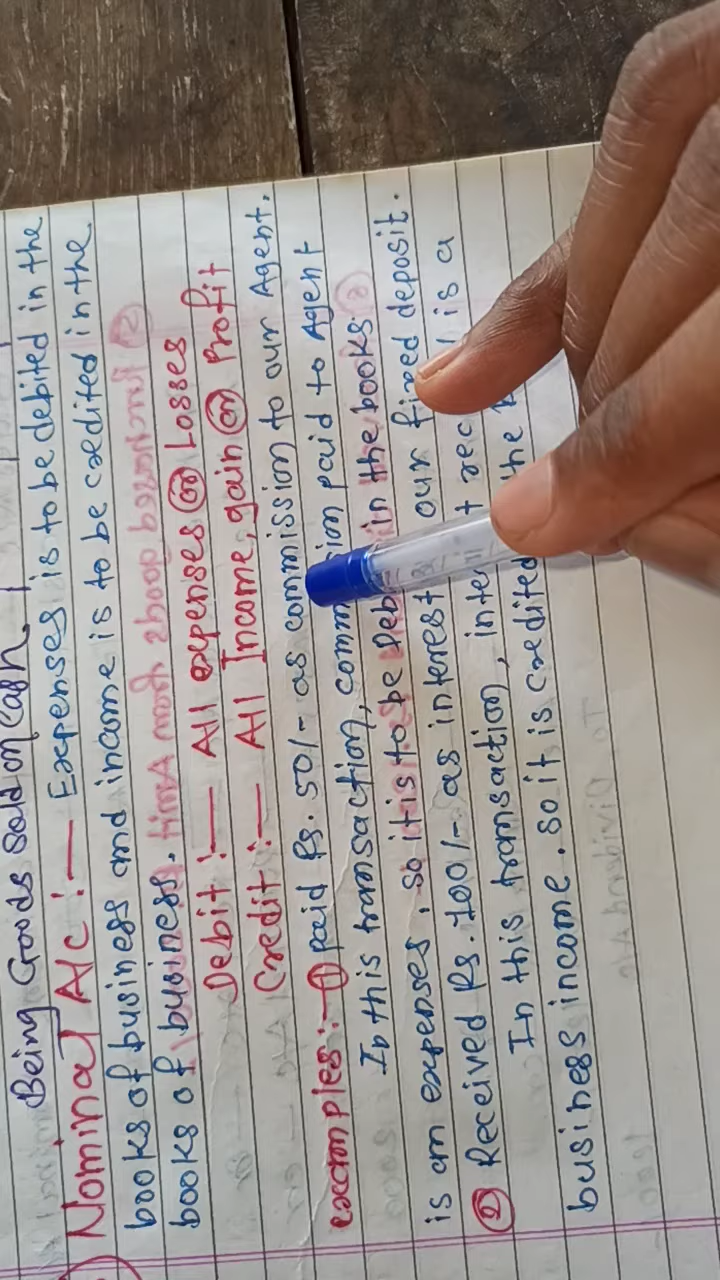 Being Goods Sold on Cash.
Nominal A/c :— Expenses is to be debited in the
books of business and income is to be credited in the
books of business.
Debit :— All expenses or Losses
Credit :— All Income, gain or Profit
examples :— ① paid Rs. 50/- as commission to our Agent.
In this transaction, commision paid to Agent
is an expenses. so it is to be Deb in the books.
② Received Rs. 100/- as interest our fixed deposit.
In this transaction, inte rec is a
business income. so it is credited the